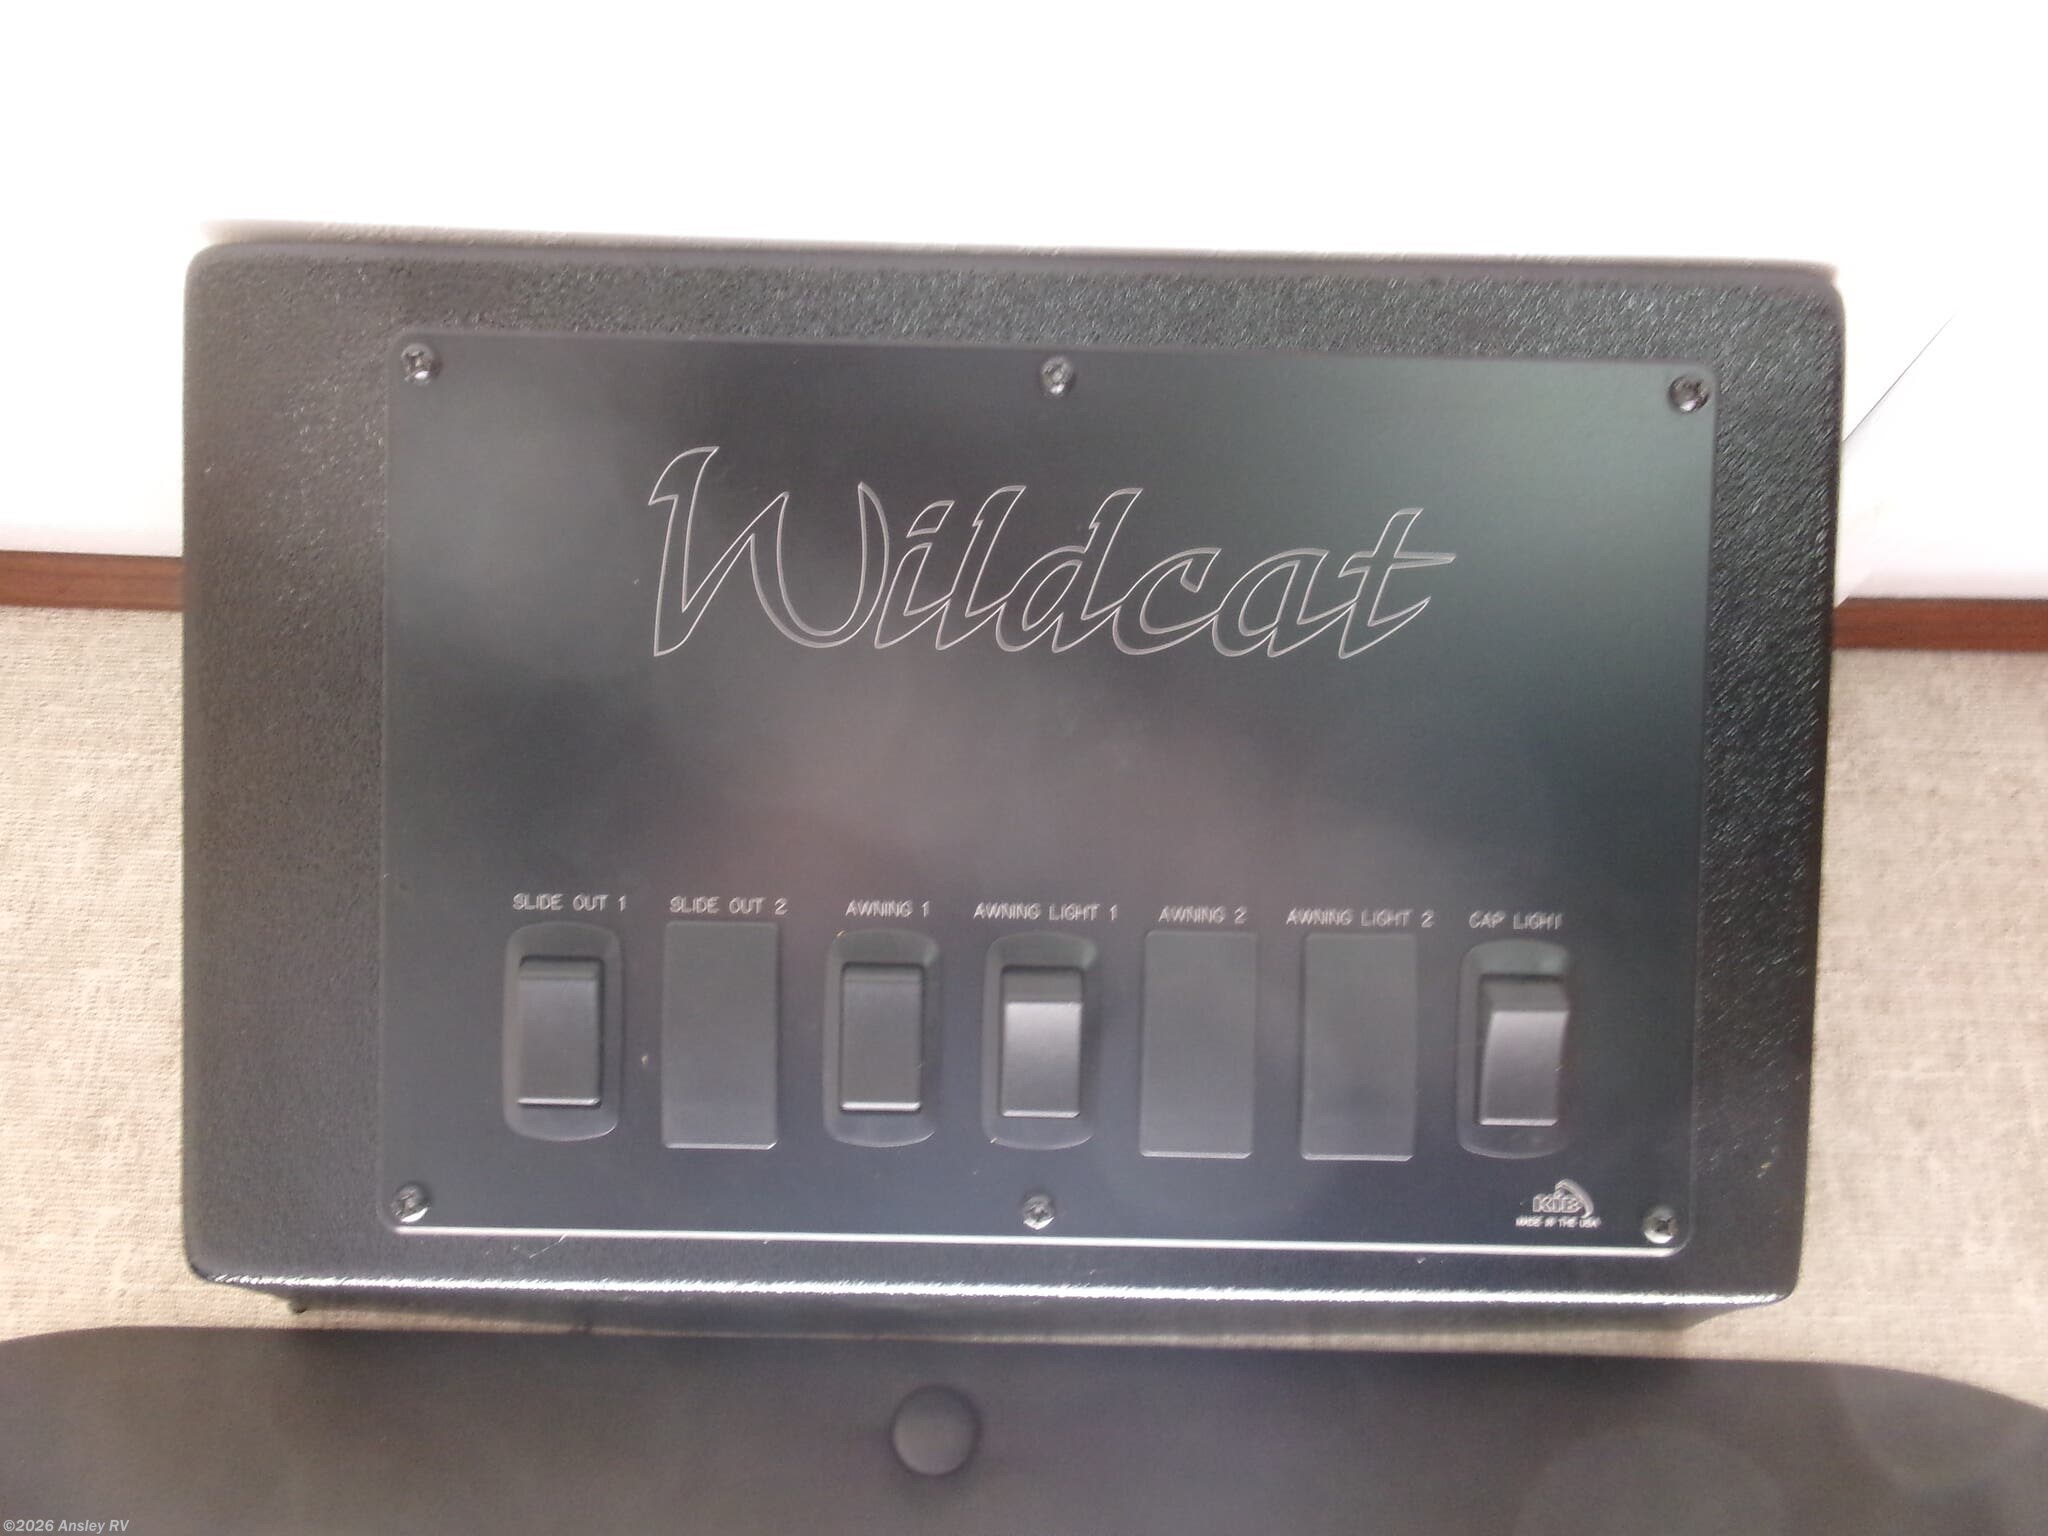 Wildcat
SLIDE OUT 1
SLIDE OUT 2
AWNING 1
AWNING LIGHT 1
AWNING 2
AWNING LIGHT 2
CAP LIGHT
KIB
MADE IN THE USA
©2026 Ansley RV